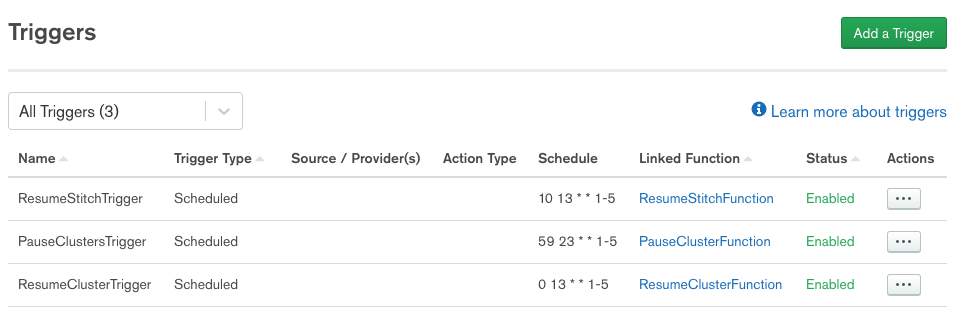 Triggers
Add a Trigger
All Triggers (3)
Learn more about triggers
Name Trigger Type Source / Provider(s) Action Type Schedule Linked Function Status Actions
ResumeStitchTrigger Scheduled 10 13 * * 1-5 ResumeStitchFunction Enabled
PauseClustersTrigger Scheduled 59 23 * * 1-5 PauseClusterFunction Enabled
ResumeClusterTrigger Scheduled 0 13 * * 1-5 ResumeClusterFunction Enabled